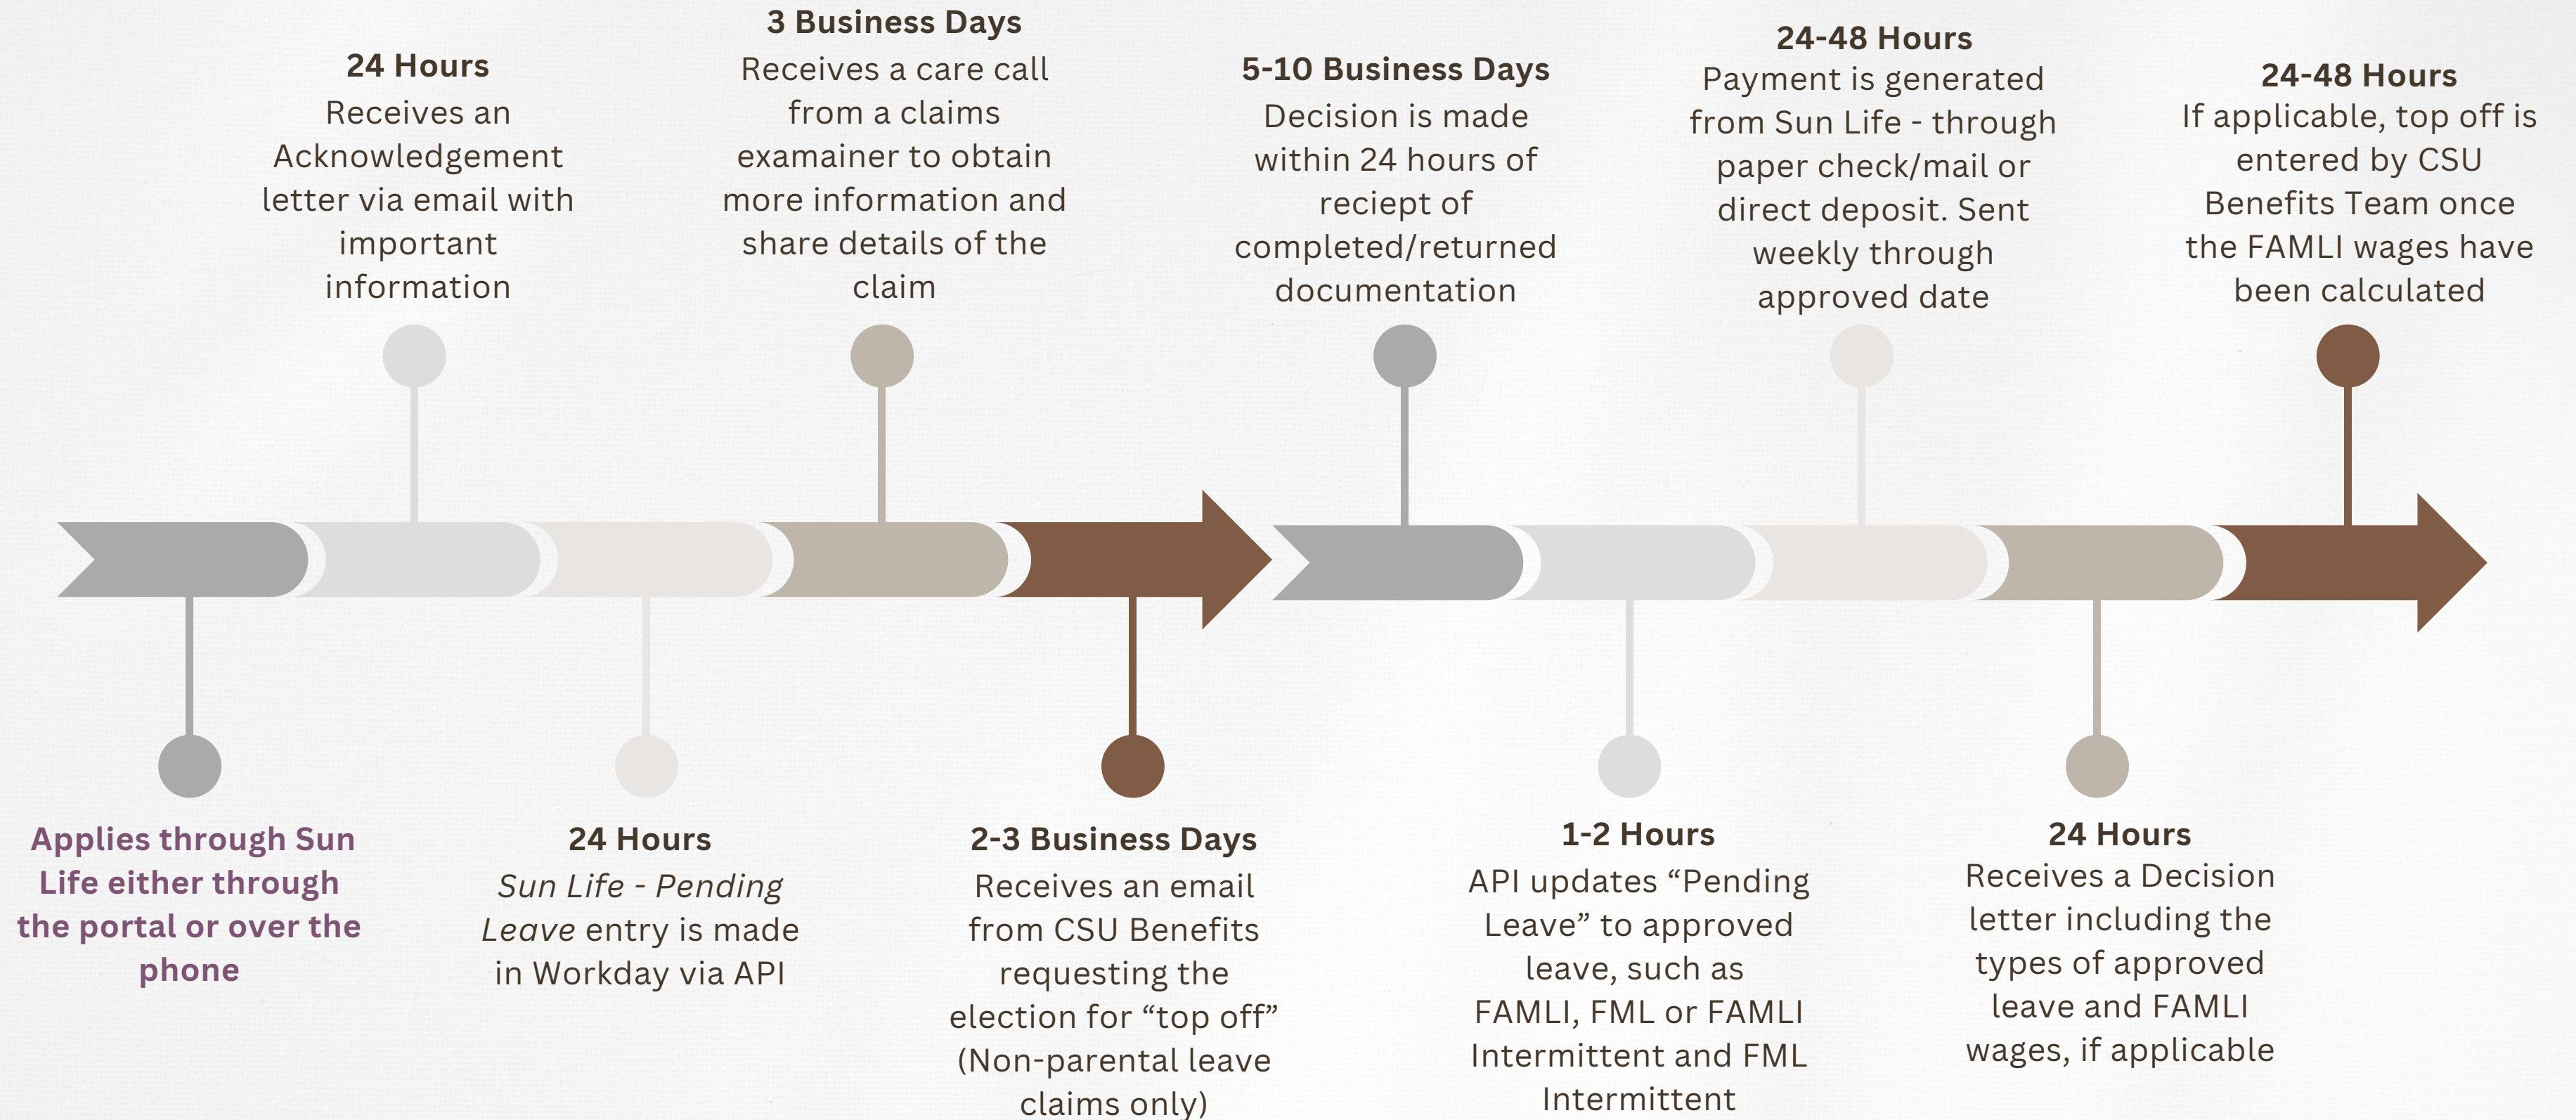 Applies through Sun
Life either through
the portal or over the
phone
24 Hours
Receives an
Acknowledgement
letter via email with
important
information
24 Hours
Sun Life - Pending
Leave entry is made
in Workday via API
3 Business Days
Receives a care call
from a claims
examainer to obtain
more information and
share details of the
claim
2-3 Business Days
Receives an email
from CSU Benefits
requesting the
election for “top off”
(Non-parental leave
claims only)
5-10 Business Days
Decision is made
within 24 hours of
reciept of
completed/returned
documentation
1-2 Hours
API updates “Pending
Leave” to approved
leave, such as
FAMLI, FML or FAMLI
Intermittent and FML
Intermittent
24-48 Hours
Payment is generated
from Sun Life - through
paper check/mail or
direct deposit. Sent
weekly through
approved date
24 Hours
Receives a Decision
letter including the
types of approved
leave and FAMLI
wages, if applicable
24-48 Hours
If applicable, top off is
entered by CSU
Benefits Team once
the FAMLI wages have
been calculated